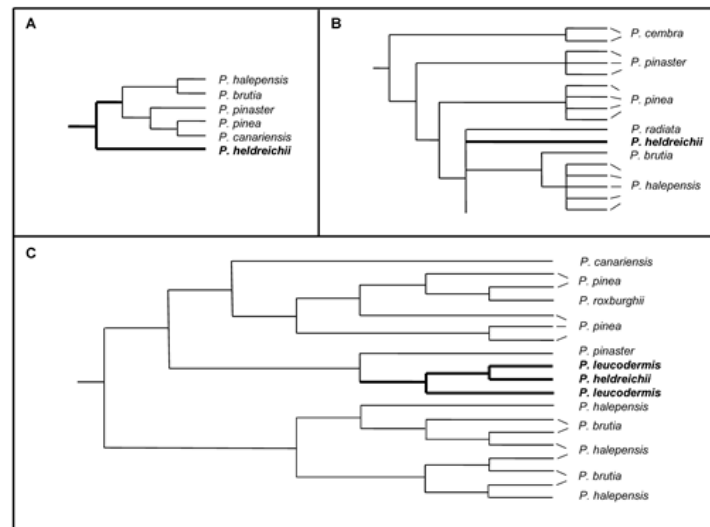 A
P. halepensis
P. brutia
P. pinaster
P. pinea
P. canariensis
P. heldreichii
B
P. cembra
P. pinaster
P. pinea
P. radiata
P. heldreichii
P. brutia
P. halepensis
C
P. canariensis
P. pinea
P. roxburghii
P. pinea
P. pinaster
P. leucodermis
P. heldreichii
P. leucodermis
P. halepensis
P. brutia
P. halepensis
P. brutia
P. halepensis